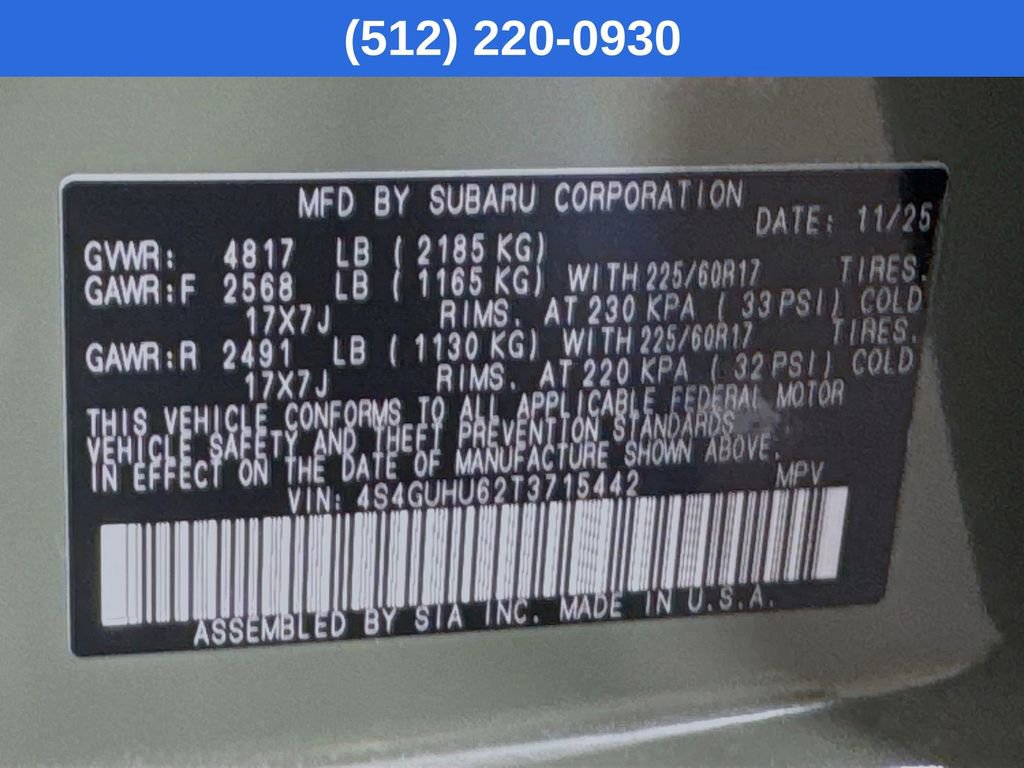 (512) 220-0930
MFD BY SUBARU CORPORATION
DATE: 11/25
GVWR: 4817 LB ( 2185 KG)
GAWR:F 2568 LB ( 1165 KG) WITH 225/60R17 TIRES.
17X7J RIMS. AT 230 KPA ( 33 PSI) COLD
GAWR:R 2491 LB ( 1130 KG) WITH 225/60R17 TIRES.
17X7J RIMS. AT 220 KPA ( 32 PSI) COLD
THIS VEHICLE CONFORMS TO ALL APPLICABLE FEDERAL MOTOR
VEHICLE SAFETY AND THEFT PREVENTION STANDARDS
IN EFFECT ON THE DATE OF MANUFACTURE SHOWN ABOVE.
VIN: 4S4GUHU62T3715442 MPV
ASSEMBLED BY SIA INC. MADE IN U.S.A.